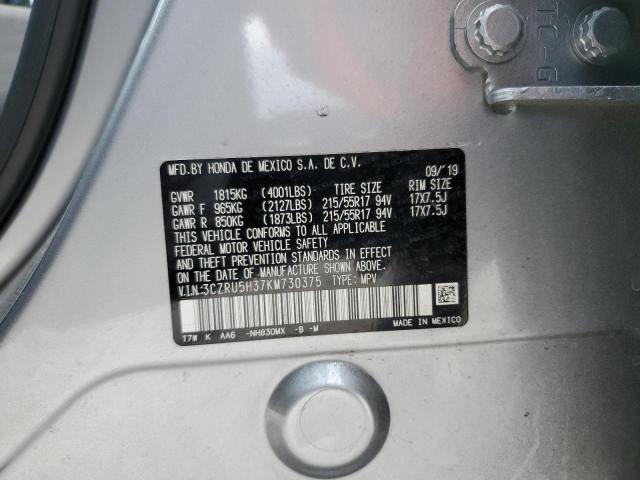 TC-G
MFD.BY HONDA DE MEXICO S.A. DE C.V. 09/'19
GVWR 1815KG (4001LBS) TIRE SIZE RIM SIZE
GAWR F 965KG (2127LBS) 215/55R17 94V 17X7.5J
GAWR R 850KG (1873LBS) 215/55R17 94V 17X7.5J
THIS VEHICLE CONFORMS TO ALL APPLICABLE
FEDERAL MOTOR VEHICLE SAFETY
AND THEFT PREVENTION STANDARDS IN EFFECT
ON THE DATE OF MANUFACTURE SHOWN ABOVE.
V.I.N:3CZRU5H37KM730375 TYPE: MPV
T7W K AA6 -NH830MX -B -M MADE IN MEXICO